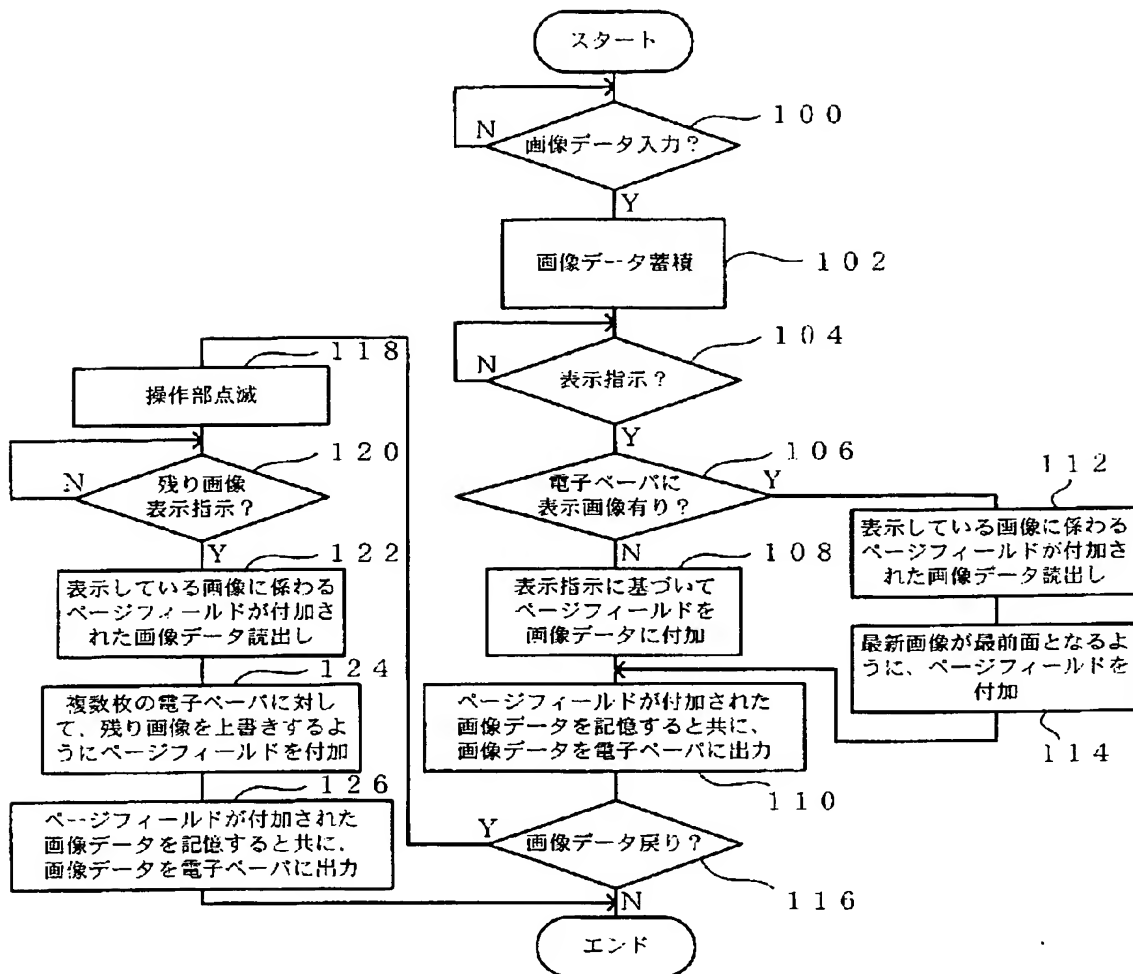 スタート
N
画像データ入力？
100
Y
画像データ蓄積
102
N
表示指示？
104
Y
電子ペーパに
表示画像有り？
106
Y
N
表示指示に基づいて
ページフィールドを
画像データに付加
108
112
表示している画像に係わる
ページフィールドが付加さ
れた画像データ読出し
最新画像が最前面となるよ
うに、ページフィールドを
付加
114
ページフィールドが付加された
画像データを記憶すると共に、
画像データを電子ペーパに出力
110
Y
画像データ戻り？
116
N
エンド
118
操作部点滅
120
N
残り画像
表示指示？
Y
122
表示している画像に係わる
ページフィールドが付加さ
れた画像データ読出し
124
複数枚の電子ペーパに対し
て、残り画像を上書きするよ
うにページフィールドを付加
126
ページフィールドが付加された
画像データを記憶すると共に、
画像データを電子ペーパに出力